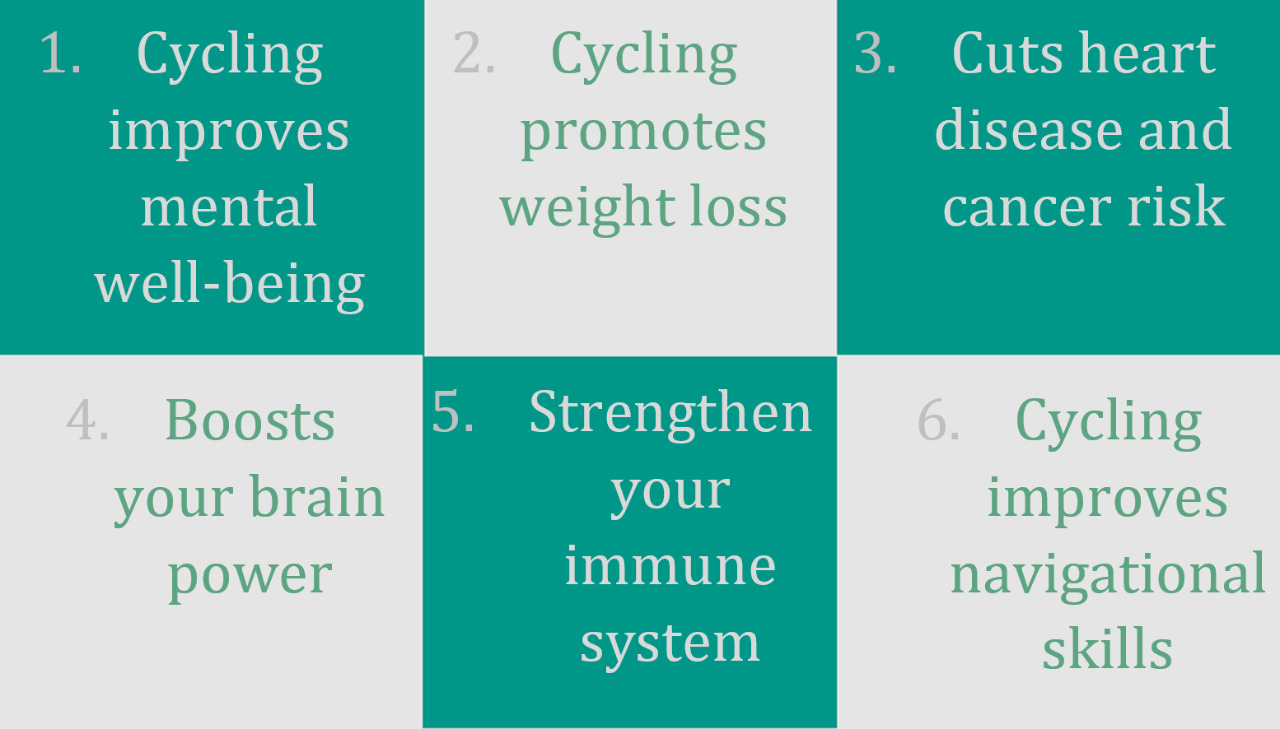 1. Cycling
improves
mental
well-being
2. Cycling
promotes
weight loss
3. Cuts heart
disease and
cancer risk
4. Boosts
your brain
power
5. Strengthen
your
immune
system
6. Cycling
improves
navigational
skills